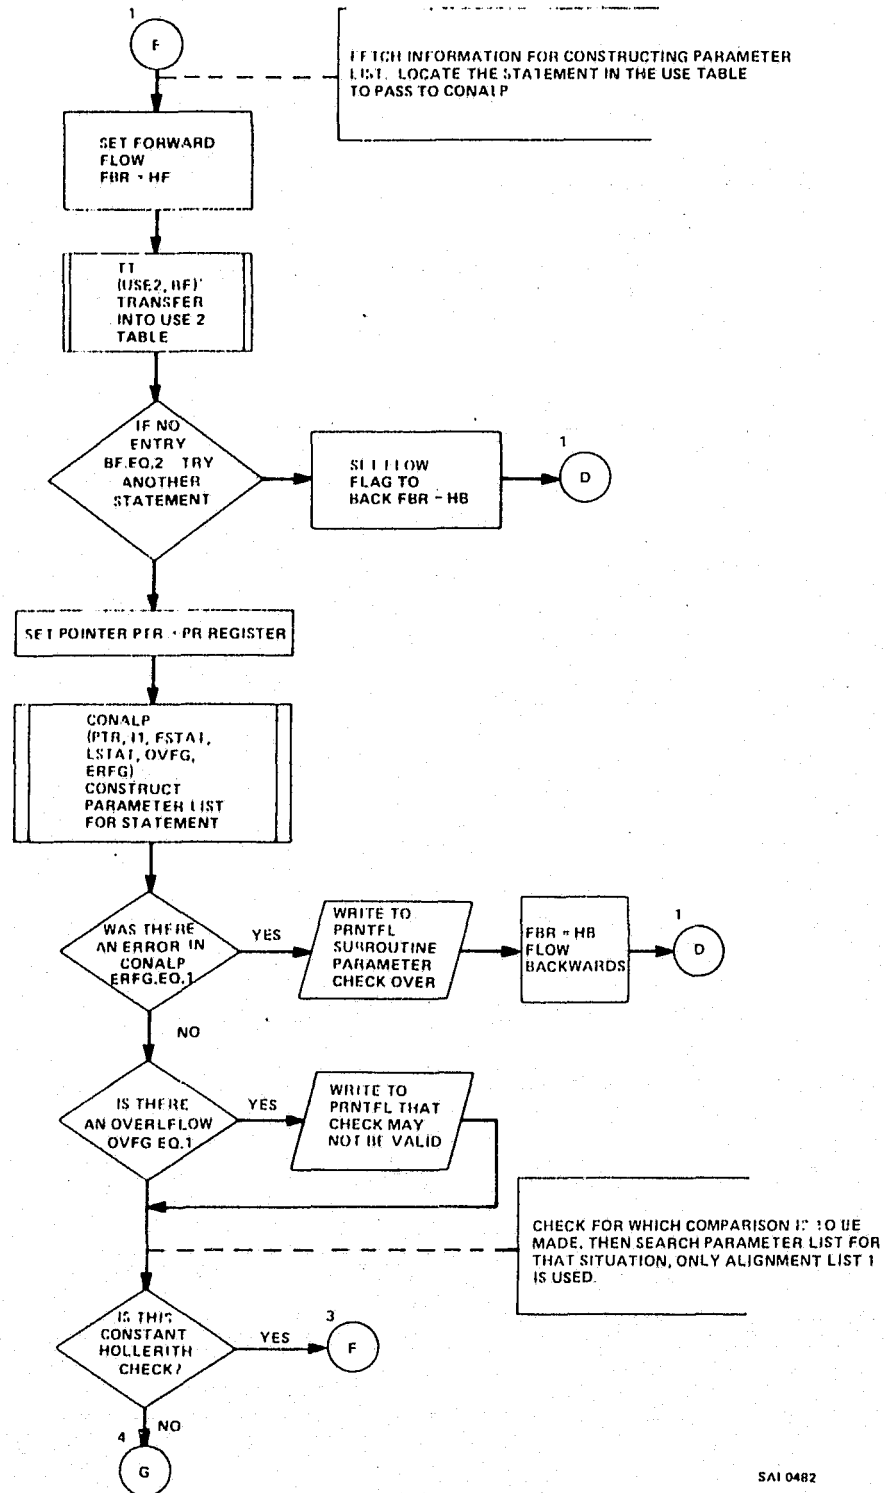 1
LIST. LOCATE THE STATEMENT IN THE USE TABLE
INFORMATION FOR CONSTRUCTING PARAMETER
TO PASS TO CONALP
SET FORWARD
FLOW
FBR = HF
TT
(USE2, BF)
TRANSFER
INTO USE 2
TABLE
IF NO
ENTRY
BF.EQ.2 TRY
ANOTHER
STATEMENT
SET FLOW
FLAG TO
BACK FBR = HB
1
D
SET POINTER PTR = PR REGISTER
CONALP
(PTR, I1, FSTAT,
LSTAT, OVFG,
ERFG)
CONSTRUCT
PARAMETER LIST
FOR STATEMENT
WAS THERE
AN ERROR IN
CONALP
ERFG.EQ.1
YES
WRITE TO
PRNTFL
SUBROUTINE
PARAMETER
CHECK OVER
FBR = HB
FLOW
BACKWARDS
1
D
NO
IS THERE
AN OVERLFLOW
OVFG EQ.1
YES
WRITE TO
PRNTFL THAT
CHECK MAY
NOT BE VALID
CHECK FOR WHICH COMPARISON IS TO BE
MADE, THEN SEARCH PARAMETER LIST FOR
THAT SITUATION, ONLY ALIGNMENT LIST 1
IS USED.
IS THIS
CONSTANT
HOLLERITH
CHECK?
YES
3
F
NO
4
G
SAI 0482